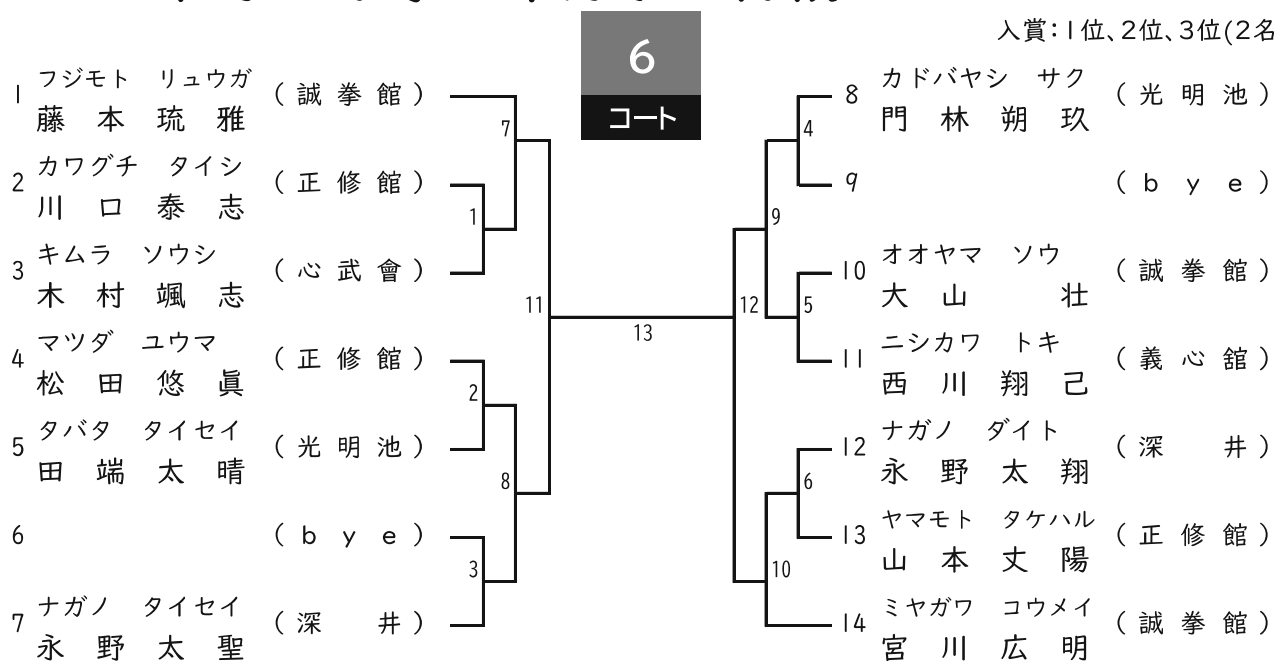 6
コート
入賞:1位、2位、3位(2名
1 フジモト リュウガ (誠拳館)
藤本琉雅
2 カワグチ タイシ (正修館)
川口泰志
3 キムラ ソウシ (心武會)
木村颯志
4 マツダ ユウマ (正修館)
松田悠眞
5 タバタ タイセイ (光明池)
田端太晴
6 (bye)
7 ナガノ タイセイ (深井)
永野太聖
7
1
11
2
8
3
13
8 カドバヤシ サク (光明池)
門林朔玖
9 (bye)
10 オオヤマ ソウ (誠拳館)
大山壮
11 ニシカワ トキ (義心舘)
西川翔己
12 ナガノ ダイト (深井)
永野太翔
13 ヤマモト タケハル (正修館)
山本丈陽
14 ミヤガワ コウメイ (誠拳館)
宮川広明
4
9
12
5
6
10